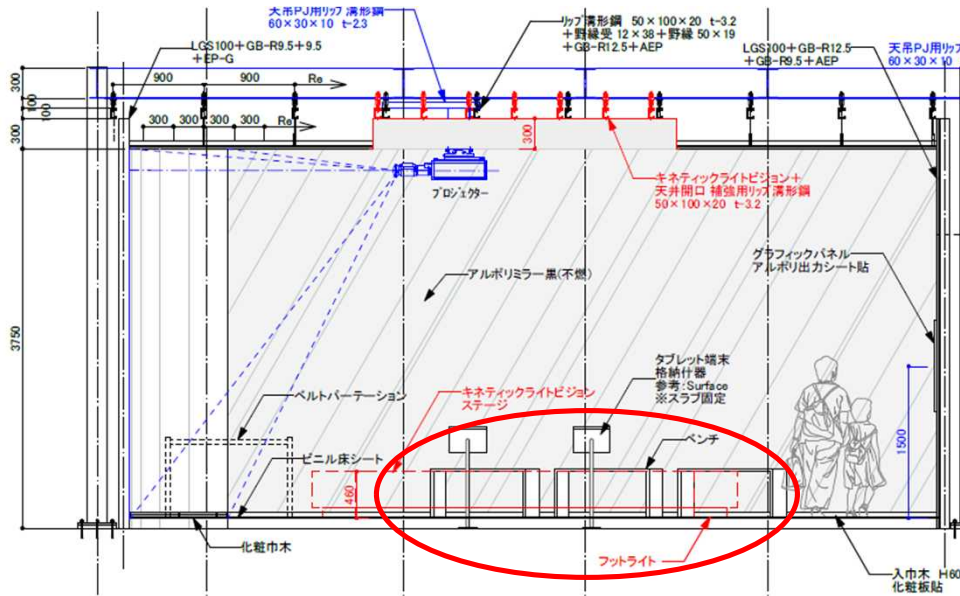 天吊PJ用リップ溝形鋼
60×30×10 t-2.3
リップ溝形鋼 50×100×20 t-3.2
+野縁受 12×38+野縁 50×19
+GB-R12.5+AEP
LGS100+GB-R9.5+9.5
+EP-G
LGS100+GB-R12.5
+GB-R9.5+AEP
天吊PJ用リップ
60×30×10
300
900
900
Re
100
100
300
300
300
300
300
Re
300
プロジェクター
キネティックライトビジョン+
天井開口 補強用リップ溝形鋼
50×100×20 t-3.2
グラフィックパネル
アルポリ出力シート貼
アルポリミラー黒(不燃)
3750
タブレット端末
格納什器
参考:Surface
※スラブ固定
ベルトパーテーション
キネティックライトビジョン
ステージ
ベンチ
ビニル床シート
1500
460
化粧巾木
フットライト
入巾木 H60
化粧板貼